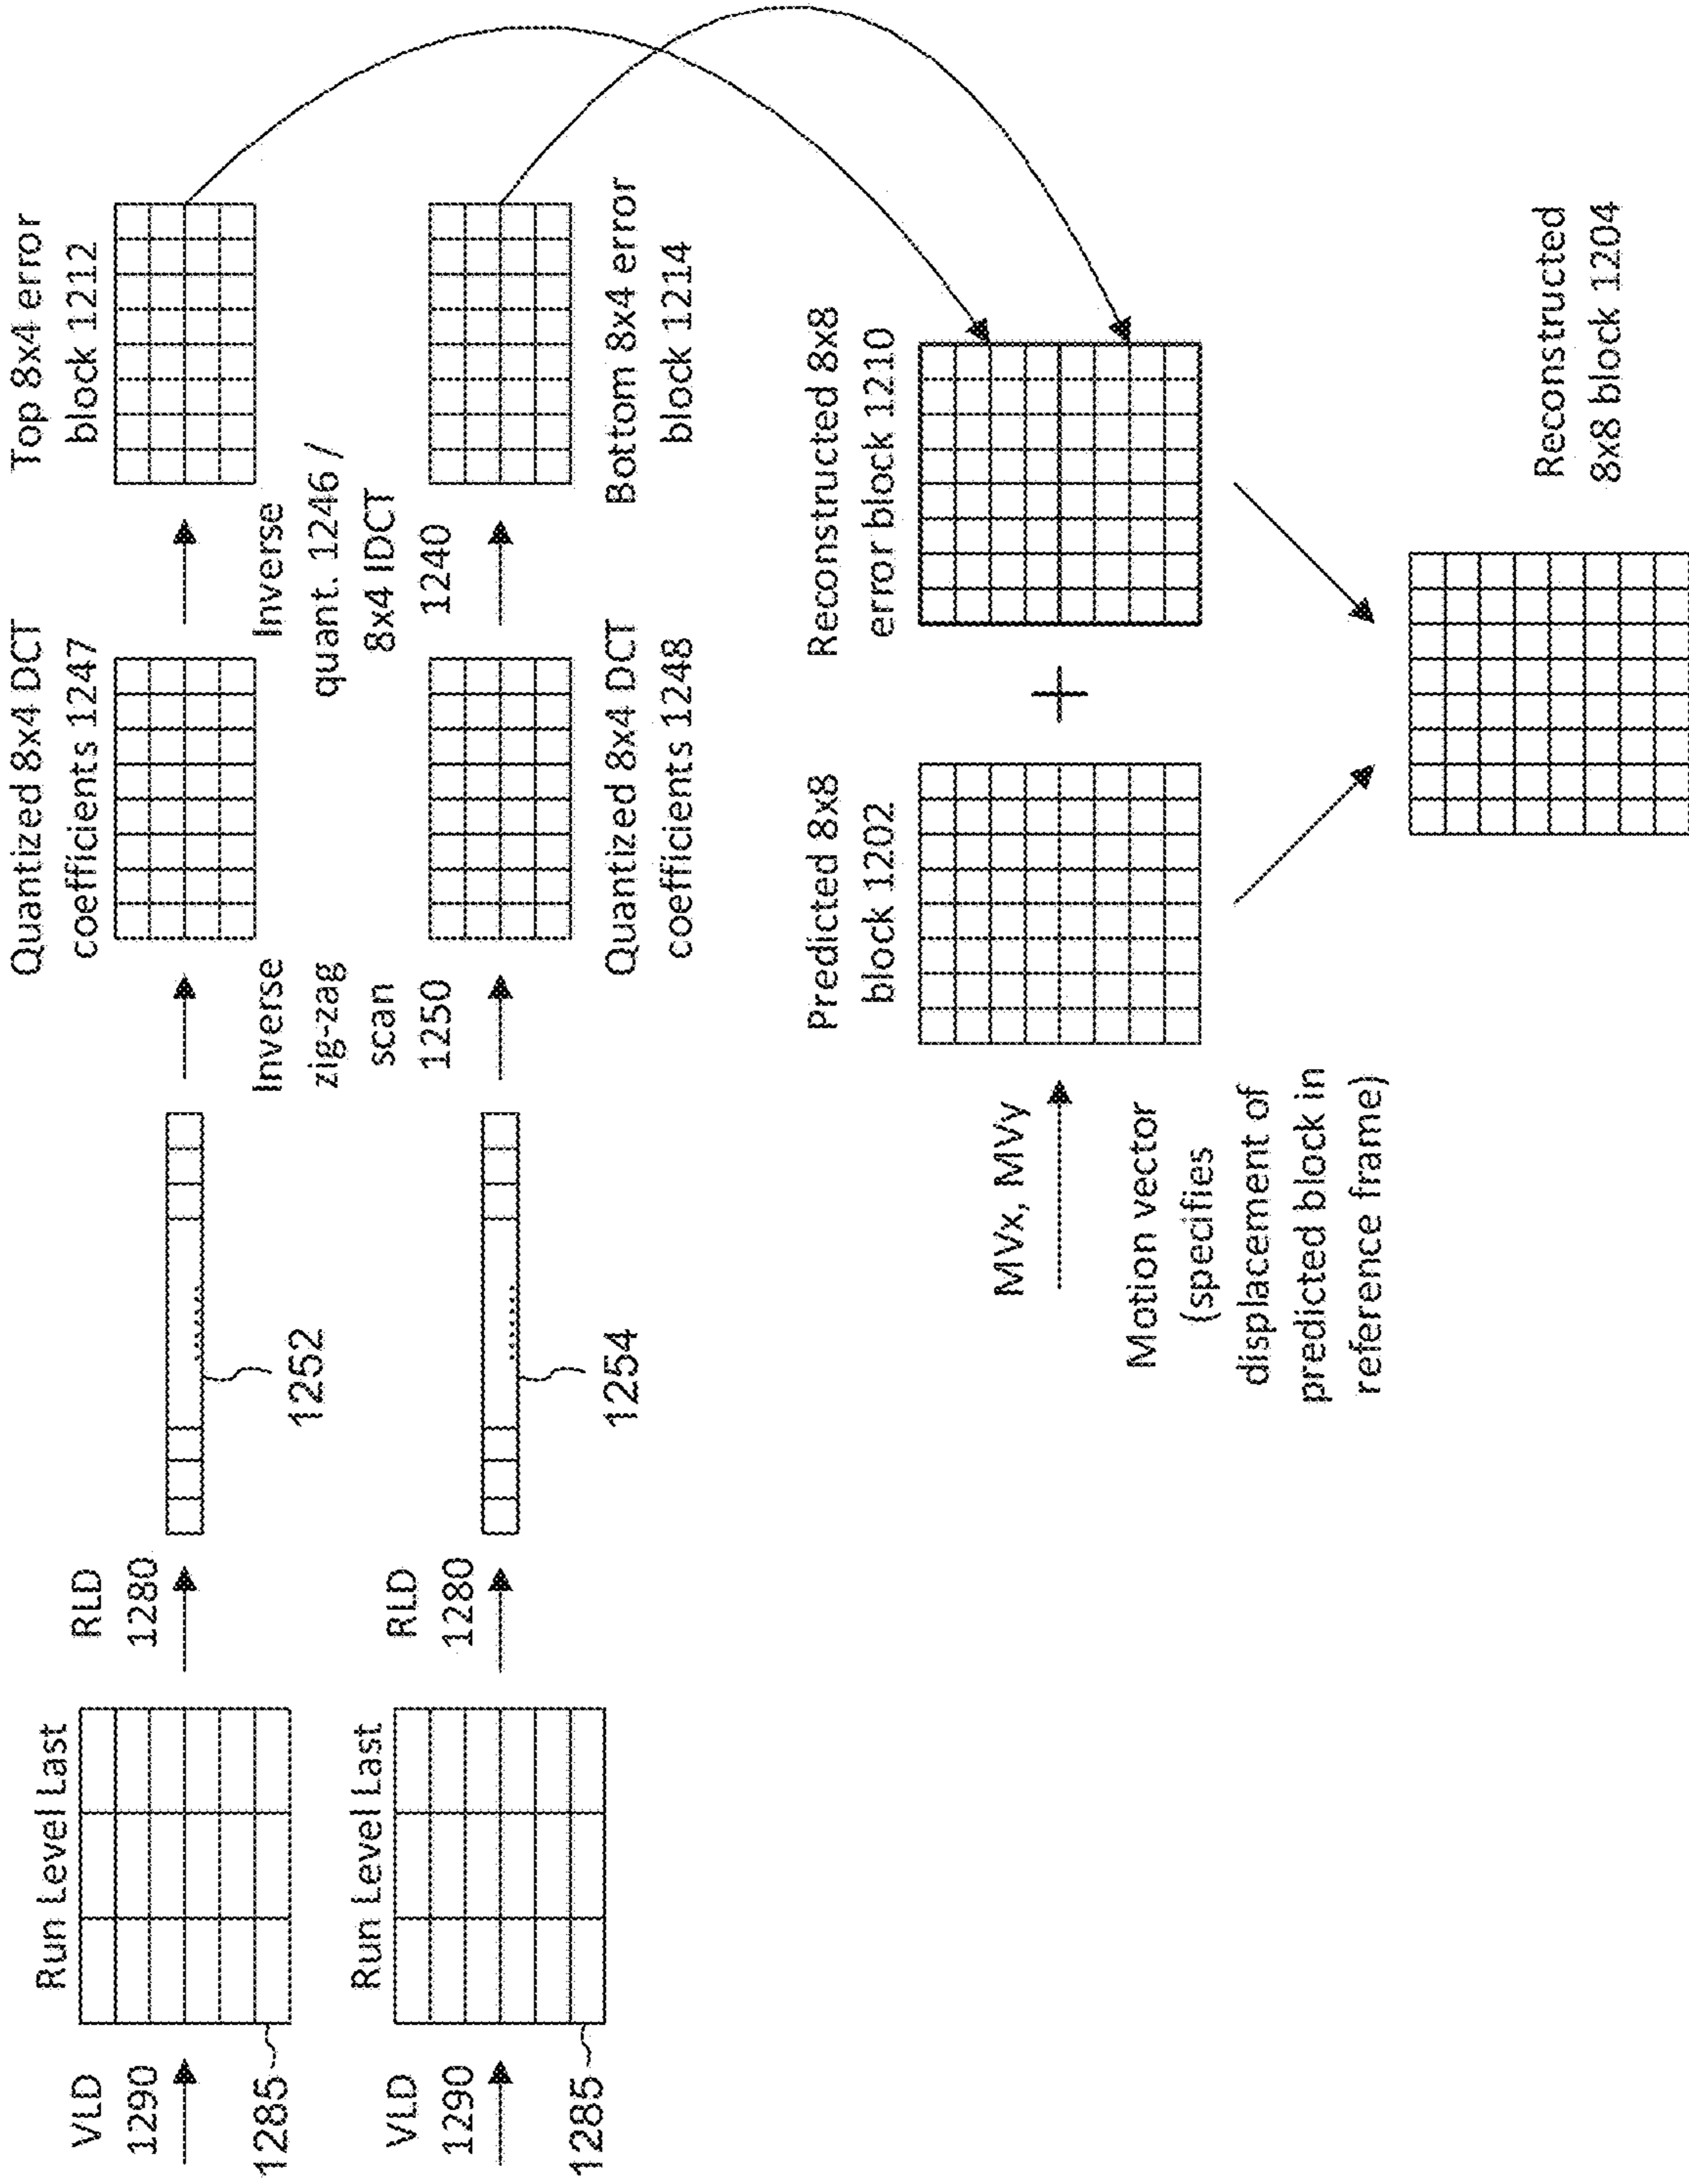 VLD
1290
1285
Run Level Last
RLD
1280
1252
Inverse
zig-zag
scan
1250
Quantized 8x4 DCT
coefficients 1247
Inverse
quant. 1246 /
8x4 IDCT
1240
Top 8x4 error
block 1212
VLD
1290
1285
Run Level Last
RLD
1280
1254
Quantized 8x4 DCT
coefficients 1248
Bottom 8x4 error
block 1214
MVx, MVy
Motion vector
(specifies
displacement of
predicted block in
reference frame)
Predicted 8x8
block 1202
+
Reconstructed 8x8
error block 1210
Reconstructed
8x8 block 1204